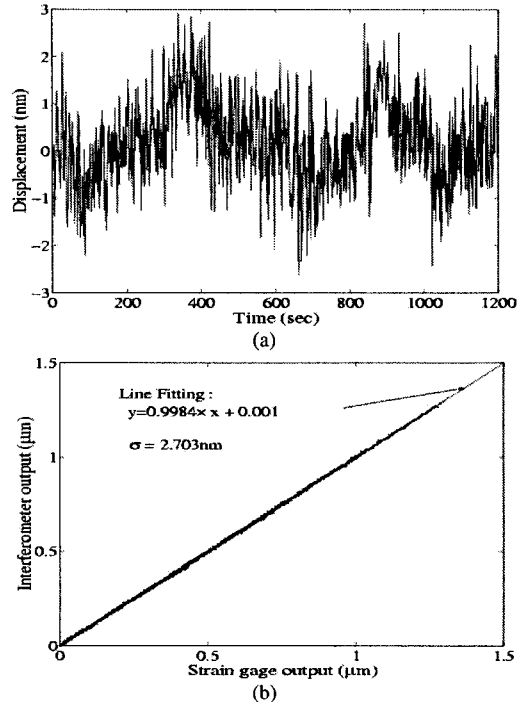 3
2
1
0
−1
−2
−3
Displacement (nm)
0 200 400 600 800 1000 1200
Time (sec)
(a)
1.5
1
0.5
0
Interferometer output (μm)
Line Fitting :
y=0.9984× x + 0.001
σ = 2.703nm
0 0.5 1 1.5
Strain gage output (μm)
(b)